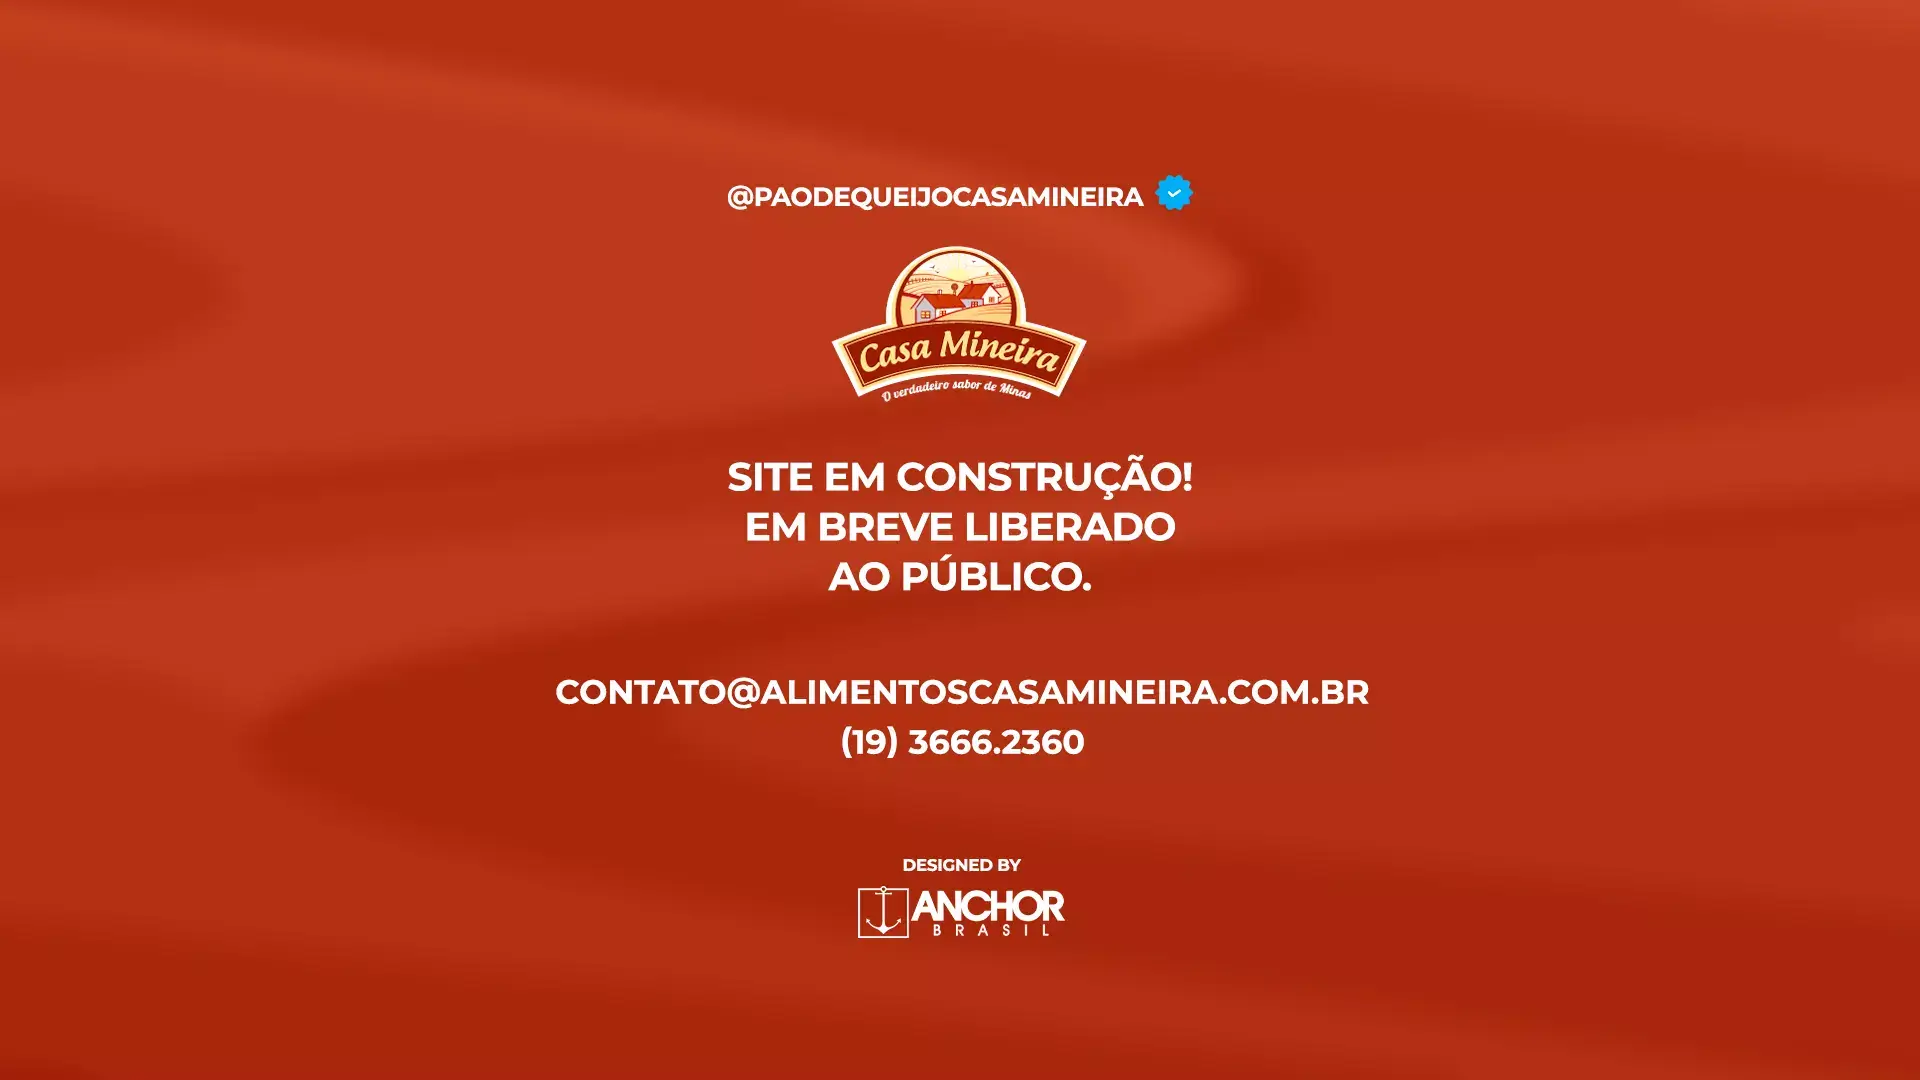 @PAODEQUEIJOCASAMINEIRA
Casa Mineira
O verdadeiro sabor de Minas
SITE EM CONSTRUÇÃO!
EM BREVE LIBERADO
AO PÚBLICO.
CONTATO@ALIMENTOSCASAMINEIRA.COM.BR
(19) 3666.2360
DESIGNED BY
ANCHOR
BRASIL